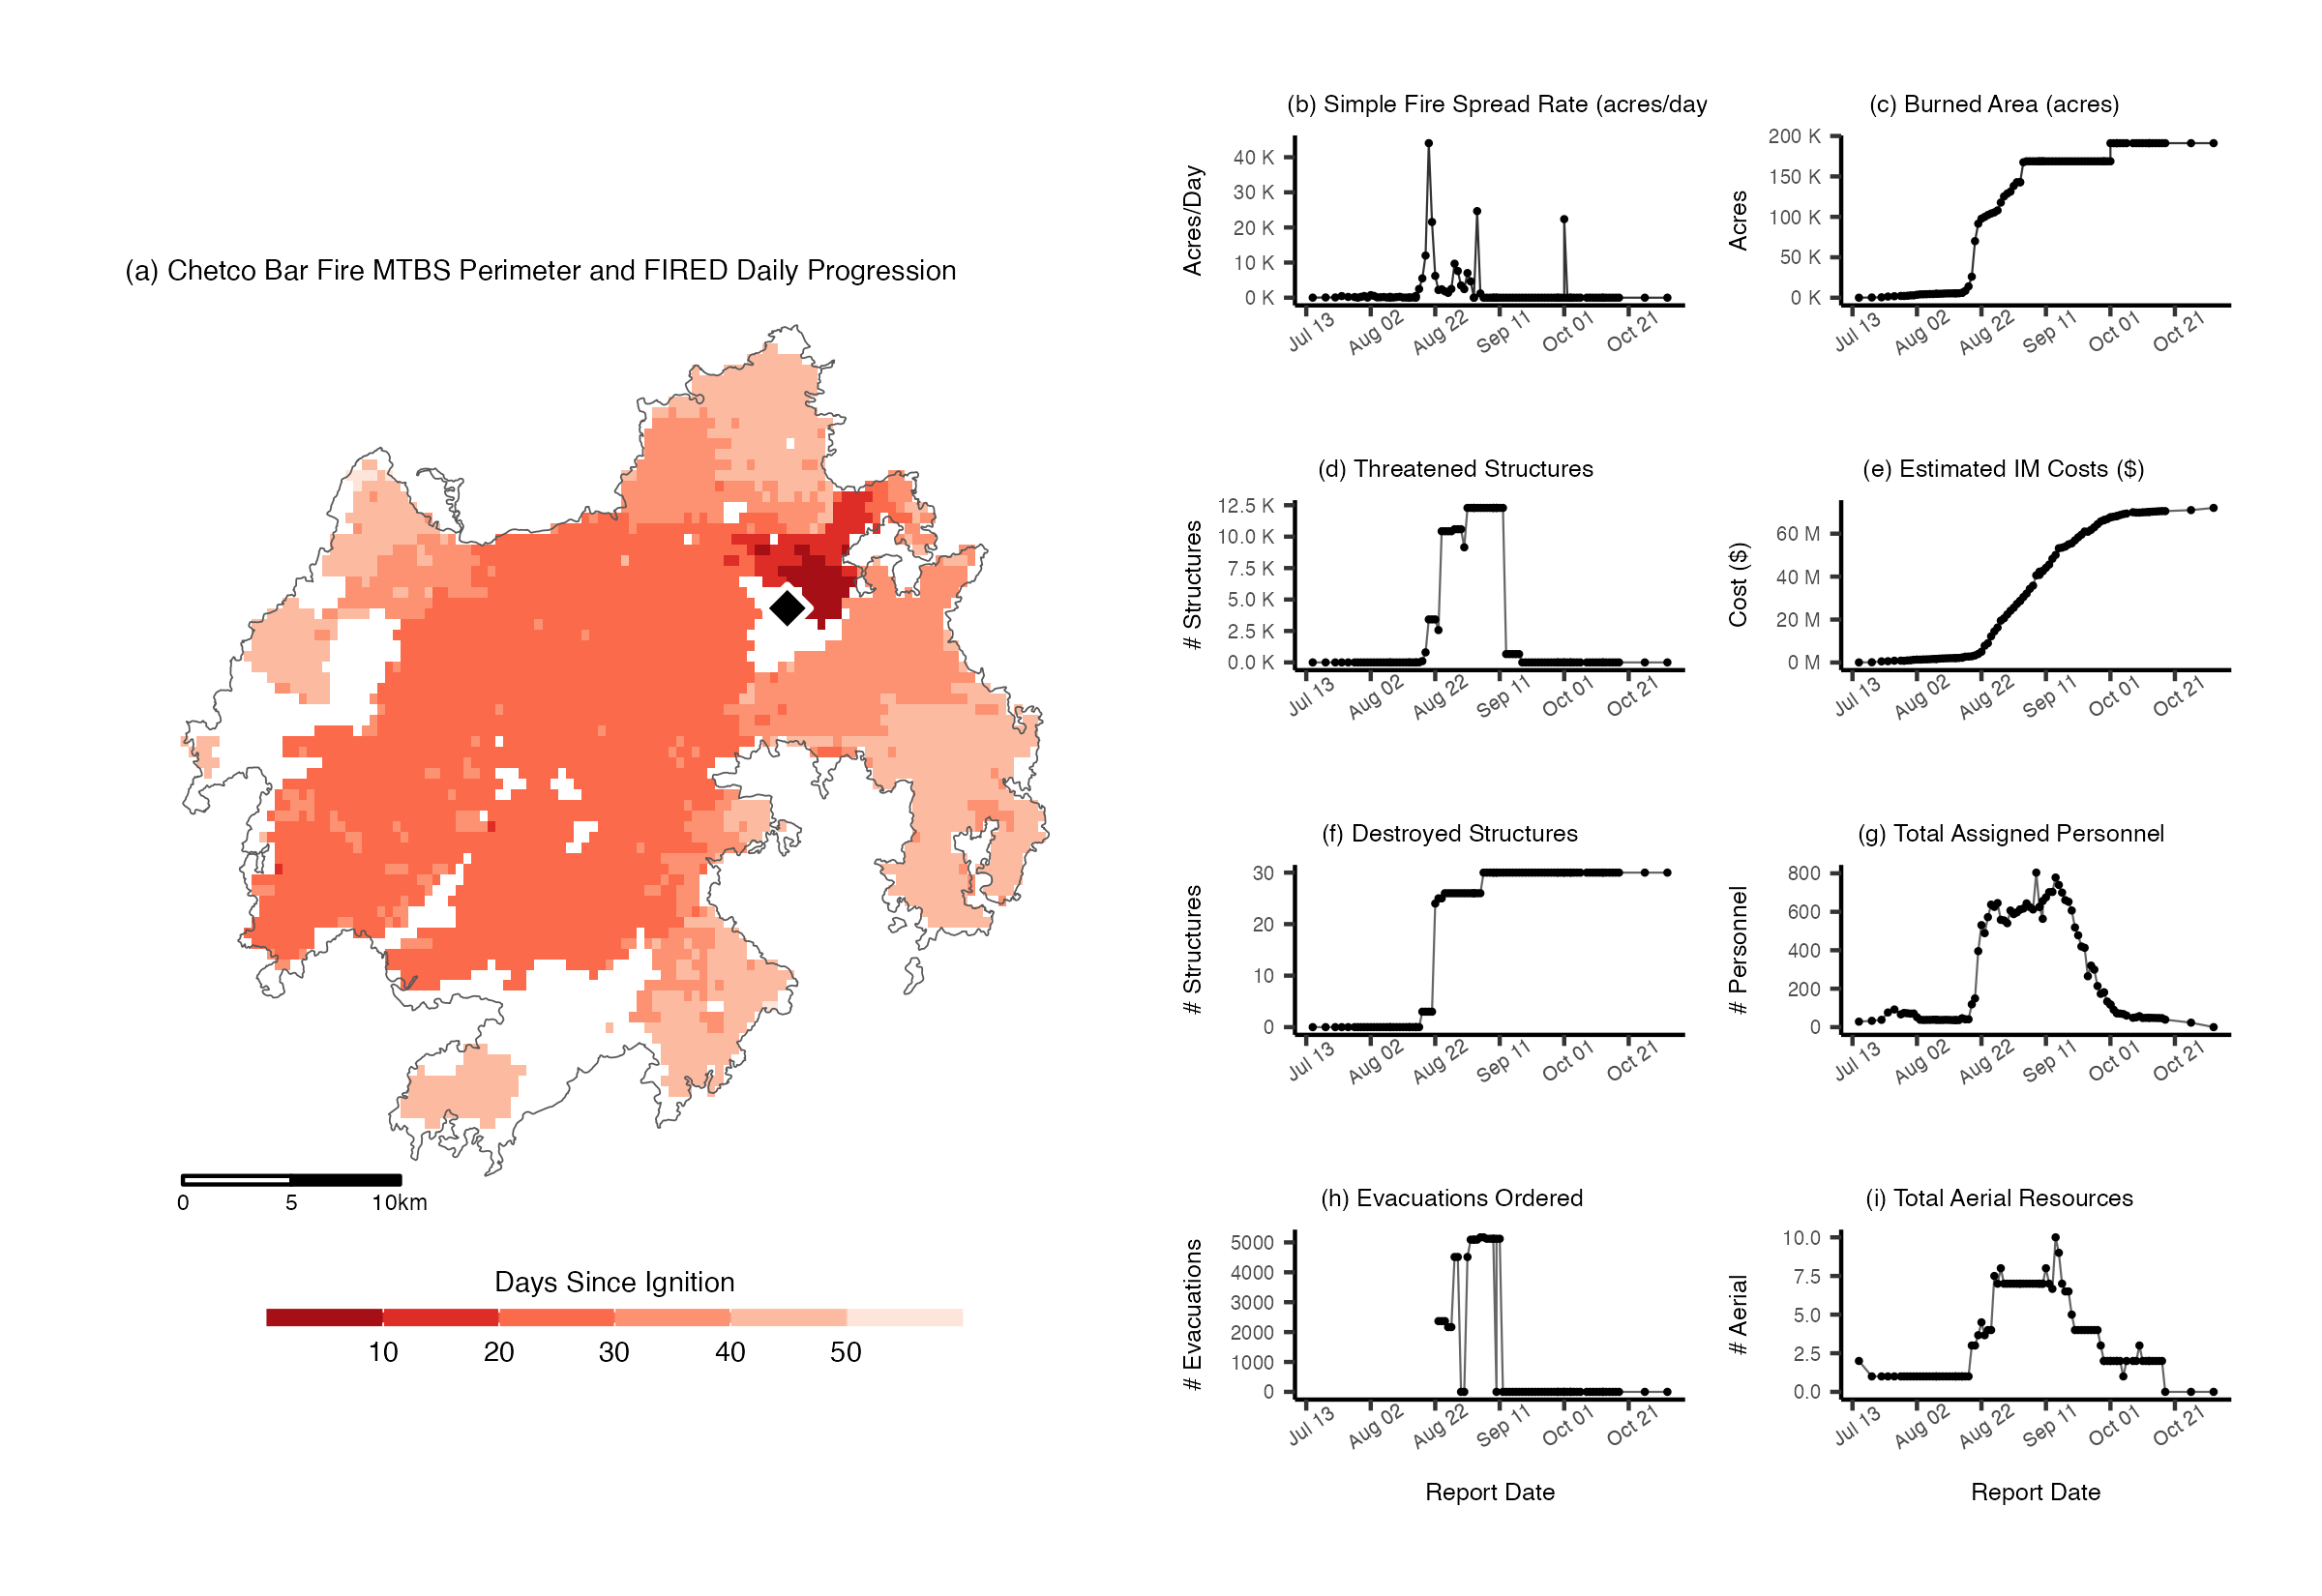 (a) Chetco Bar Fire MTBS Perimeter and FIRED Daily Progression
0
5
10km
Days Since Ignition
10
20
30
40
50
(b) Simple Fire Spread Rate (acres/day
Acres/Day
40 K
30 K
20 K
10 K
0 K
Jul 13
Aug 02
Aug 22
Sep 11
Oct 01
Oct 21
(c) Burned Area (acres)
Acres
200 K
150 K
100 K
50 K
0 K
Jul 13
Aug 02
Aug 22
Sep 11
Oct 01
Oct 21
(d) Threatened Structures
# Structures
12.5 K
10.0 K
7.5 K
5.0 K
2.5 K
0.0 K
Jul 13
Aug 02
Aug 22
Sep 11
Oct 01
Oct 21
(e) Estimated IM Costs ($)
Cost ($)
60 M
40 M
20 M
0 M
Jul 13
Aug 02
Aug 22
Sep 11
Oct 01
Oct 21
(f) Destroyed Structures
# Structures
30
20
10
0
Jul 13
Aug 02
Aug 22
Sep 11
Oct 01
Oct 21
(g) Total Assigned Personnel
# Personnel
800
600
400
200
0
Jul 13
Aug 02
Aug 22
Sep 11
Oct 01
Oct 21
(h) Evacuations Ordered
# Evacuations
5000
4000
3000
2000
1000
0
Jul 13
Aug 02
Aug 22
Sep 11
Oct 01
Oct 21
Report Date
(i) Total Aerial Resources
# Aerial
10.0
7.5
5.0
2.5
0.0
Jul 13
Aug 02
Aug 22
Sep 11
Oct 01
Oct 21
Report Date